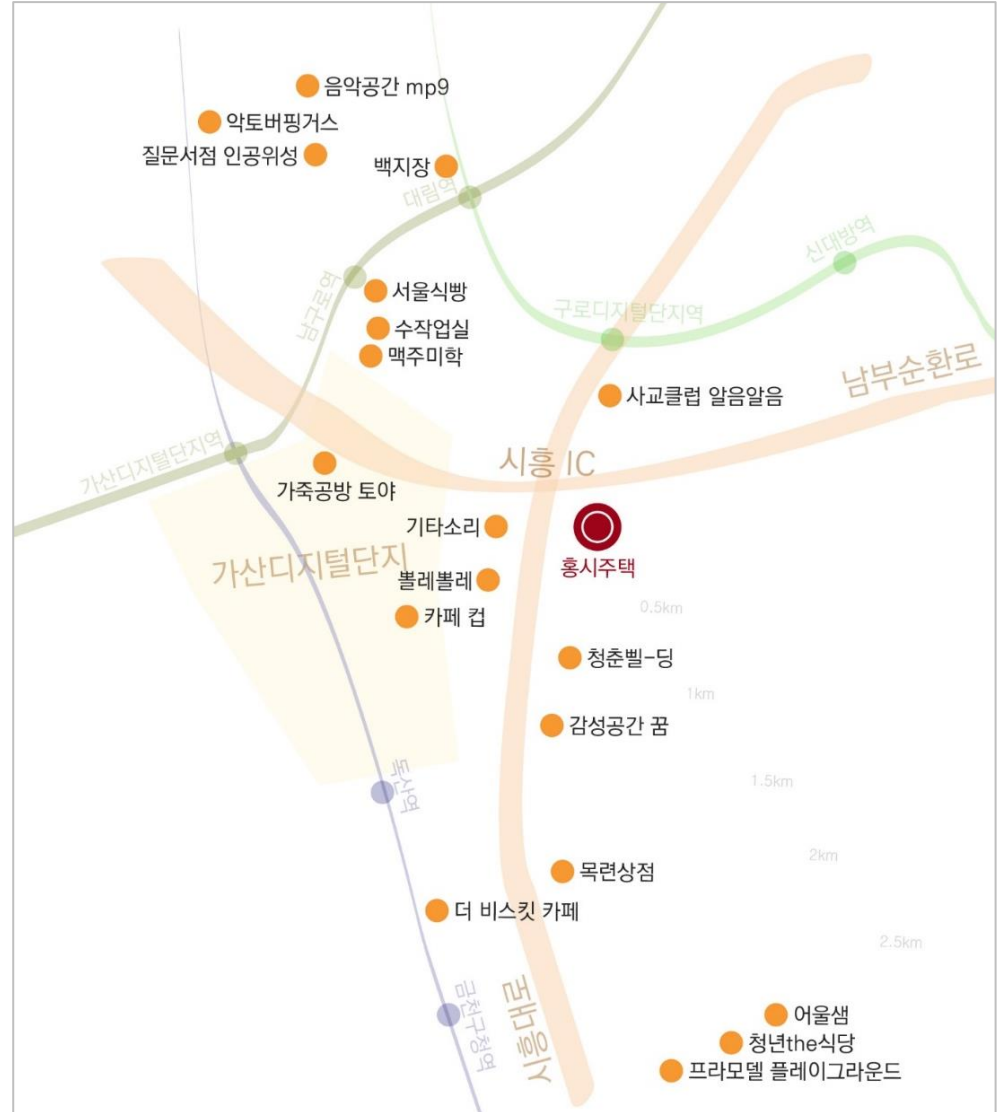 음악공간 mp9
악토버핑거스
질문서점 인공위성
백지장
대림역
신대방역
남구로역
서울식빵
구로디지털단지역
수작업실
맥주미학
남부순환로
사교클럽 알음알음
가산디지털단지역
시흥 IC
가죽공방 토야
기타소리
가산디지털단지
홍시주택
뽈레뽈레
0.5km
카페 컵
청춘삘-딩
1km
감성공간 꿈
독산역
1.5km
2km
목련상점
더 비스킷 카페
2.5km
금천구청역
시흥대로
어울샘
청년the식당
프라모델 플레이그라운드